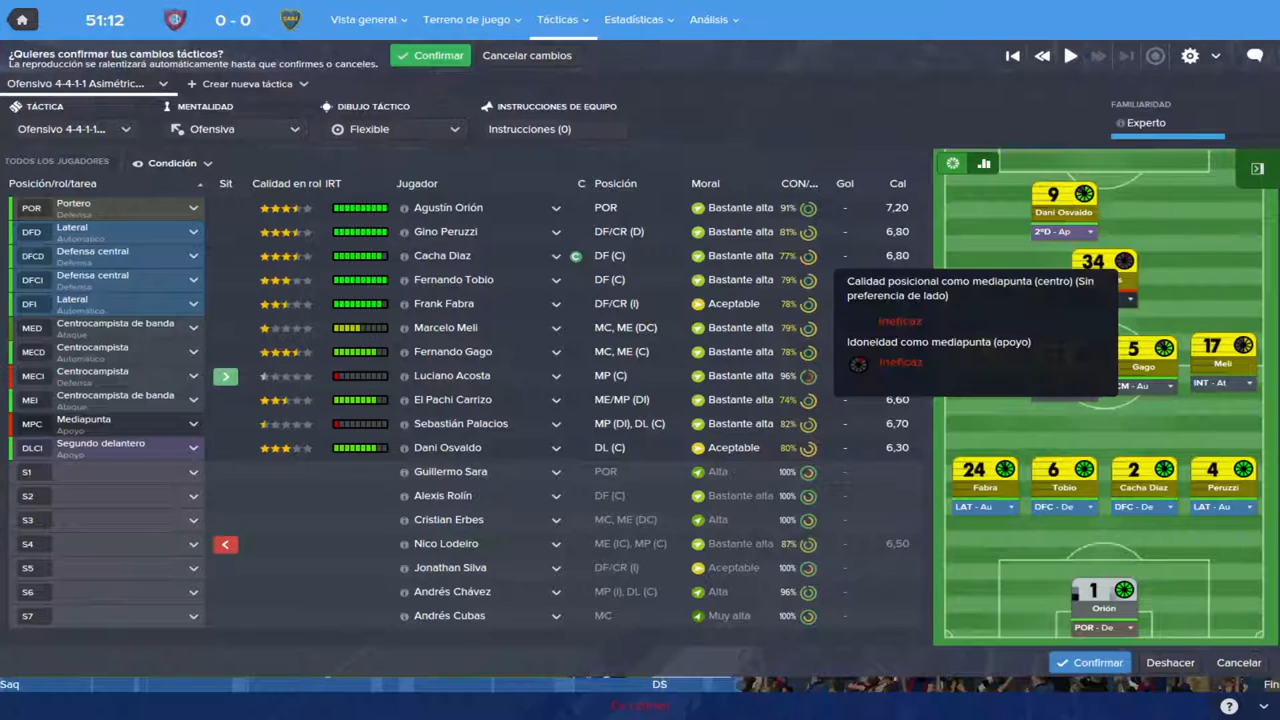 51:12 0 - 0 Vista general Terreno de juego Tácticas Estadísticas Análisis
¿Quieres confirmar tus cambios tácticos?
La reproducción se ralentizará automáticamente hasta que confirmes o canceles.
Confirmar Cancelar cambios
Ofensivo 4-4-1-1 Asimétric... Crear nueva táctica
TÁCTICA MENTALIDAD DIBUJO TÁCTICO INSTRUCCIONES DE EQUIPO FAMILIARIDAD
Ofensivo 4-4-1-1... Ofensiva Flexible Instrucciones (0) Experto
TODOS LOS JUGADORES Condición
Posición/rol/tarea Sit Calidad en rol IRT Jugador C Posición Moral CON/... Gol Cal
POR Portero Defensa Agustín Orión POR Bastante alta 91% - 7,20
DFD Lateral Automático Gino Peruzzi DF/CR (D) Bastante alta 81% - 6,80
DFCD Defensa central Defensa Cacha Diaz C DF (C) Bastante alta 77% - 6,80
DFCI Defensa central Defensa Fernando Tobio DF (C) Bastante alta 79%
DFI Lateral Automático Frank Fabra DF/CR (I) Aceptable 78%
MED Centrocampista de banda Ataque Marcelo Meli MC, ME (DC) Bastante alta 79%
MECD Centrocampista Automático Fernando Gago MC, ME (C) Bastante alta 78%
MECI Centrocampista Defensa Luciano Acosta MP (C) Bastante alta 96%
MEI Centrocampista de banda Ataque El Pachi Carrizo ME/MP (DI) Bastante alta 74% - 6,60
MPC Mediapunta Apoyo Sebastián Palacios MP (DI), DL (C) Bastante alta 82% - 6,70
DLCI Segundo delantero Apoyo Dani Osvaldo DL (C) Aceptable 80% - 6,30
S1 Guillermo Sara POR Alta 100% -
S2 Alexis Rolín DF (C) Bastante alta 100% -
S3 Cristian Erbes MC, ME (DC) Alta 100% -
S4 Nico Lodeiro ME (IC), MP (C) Bastante alta 87% - 6,50
S5 Jonathan Silva DF/CR (I) Aceptable 100% -
S6 Andrés Chávez MP (I), DL (C) Alta 96% -
S7 Andrés Cubas MC Muy alta 100% -
9
Dani Osvaldo
2ºD - Ap
34
Calidad posicional como mediapunta (centro) (Sin
preferencia de lado)
Ineficaz
Idoneidad como mediapunta (apoyo)
Ineficaz
5 17
Gago Meli
CM - Au INT - At
24 6 2 4
Fabra Tobio Cacha Diaz Peruzzi
LAT - Au DFC - De DFC - De LAT - Au
1
Orión
POR - De
Confirmar Deshacer Cancelar
Saq DS Fin